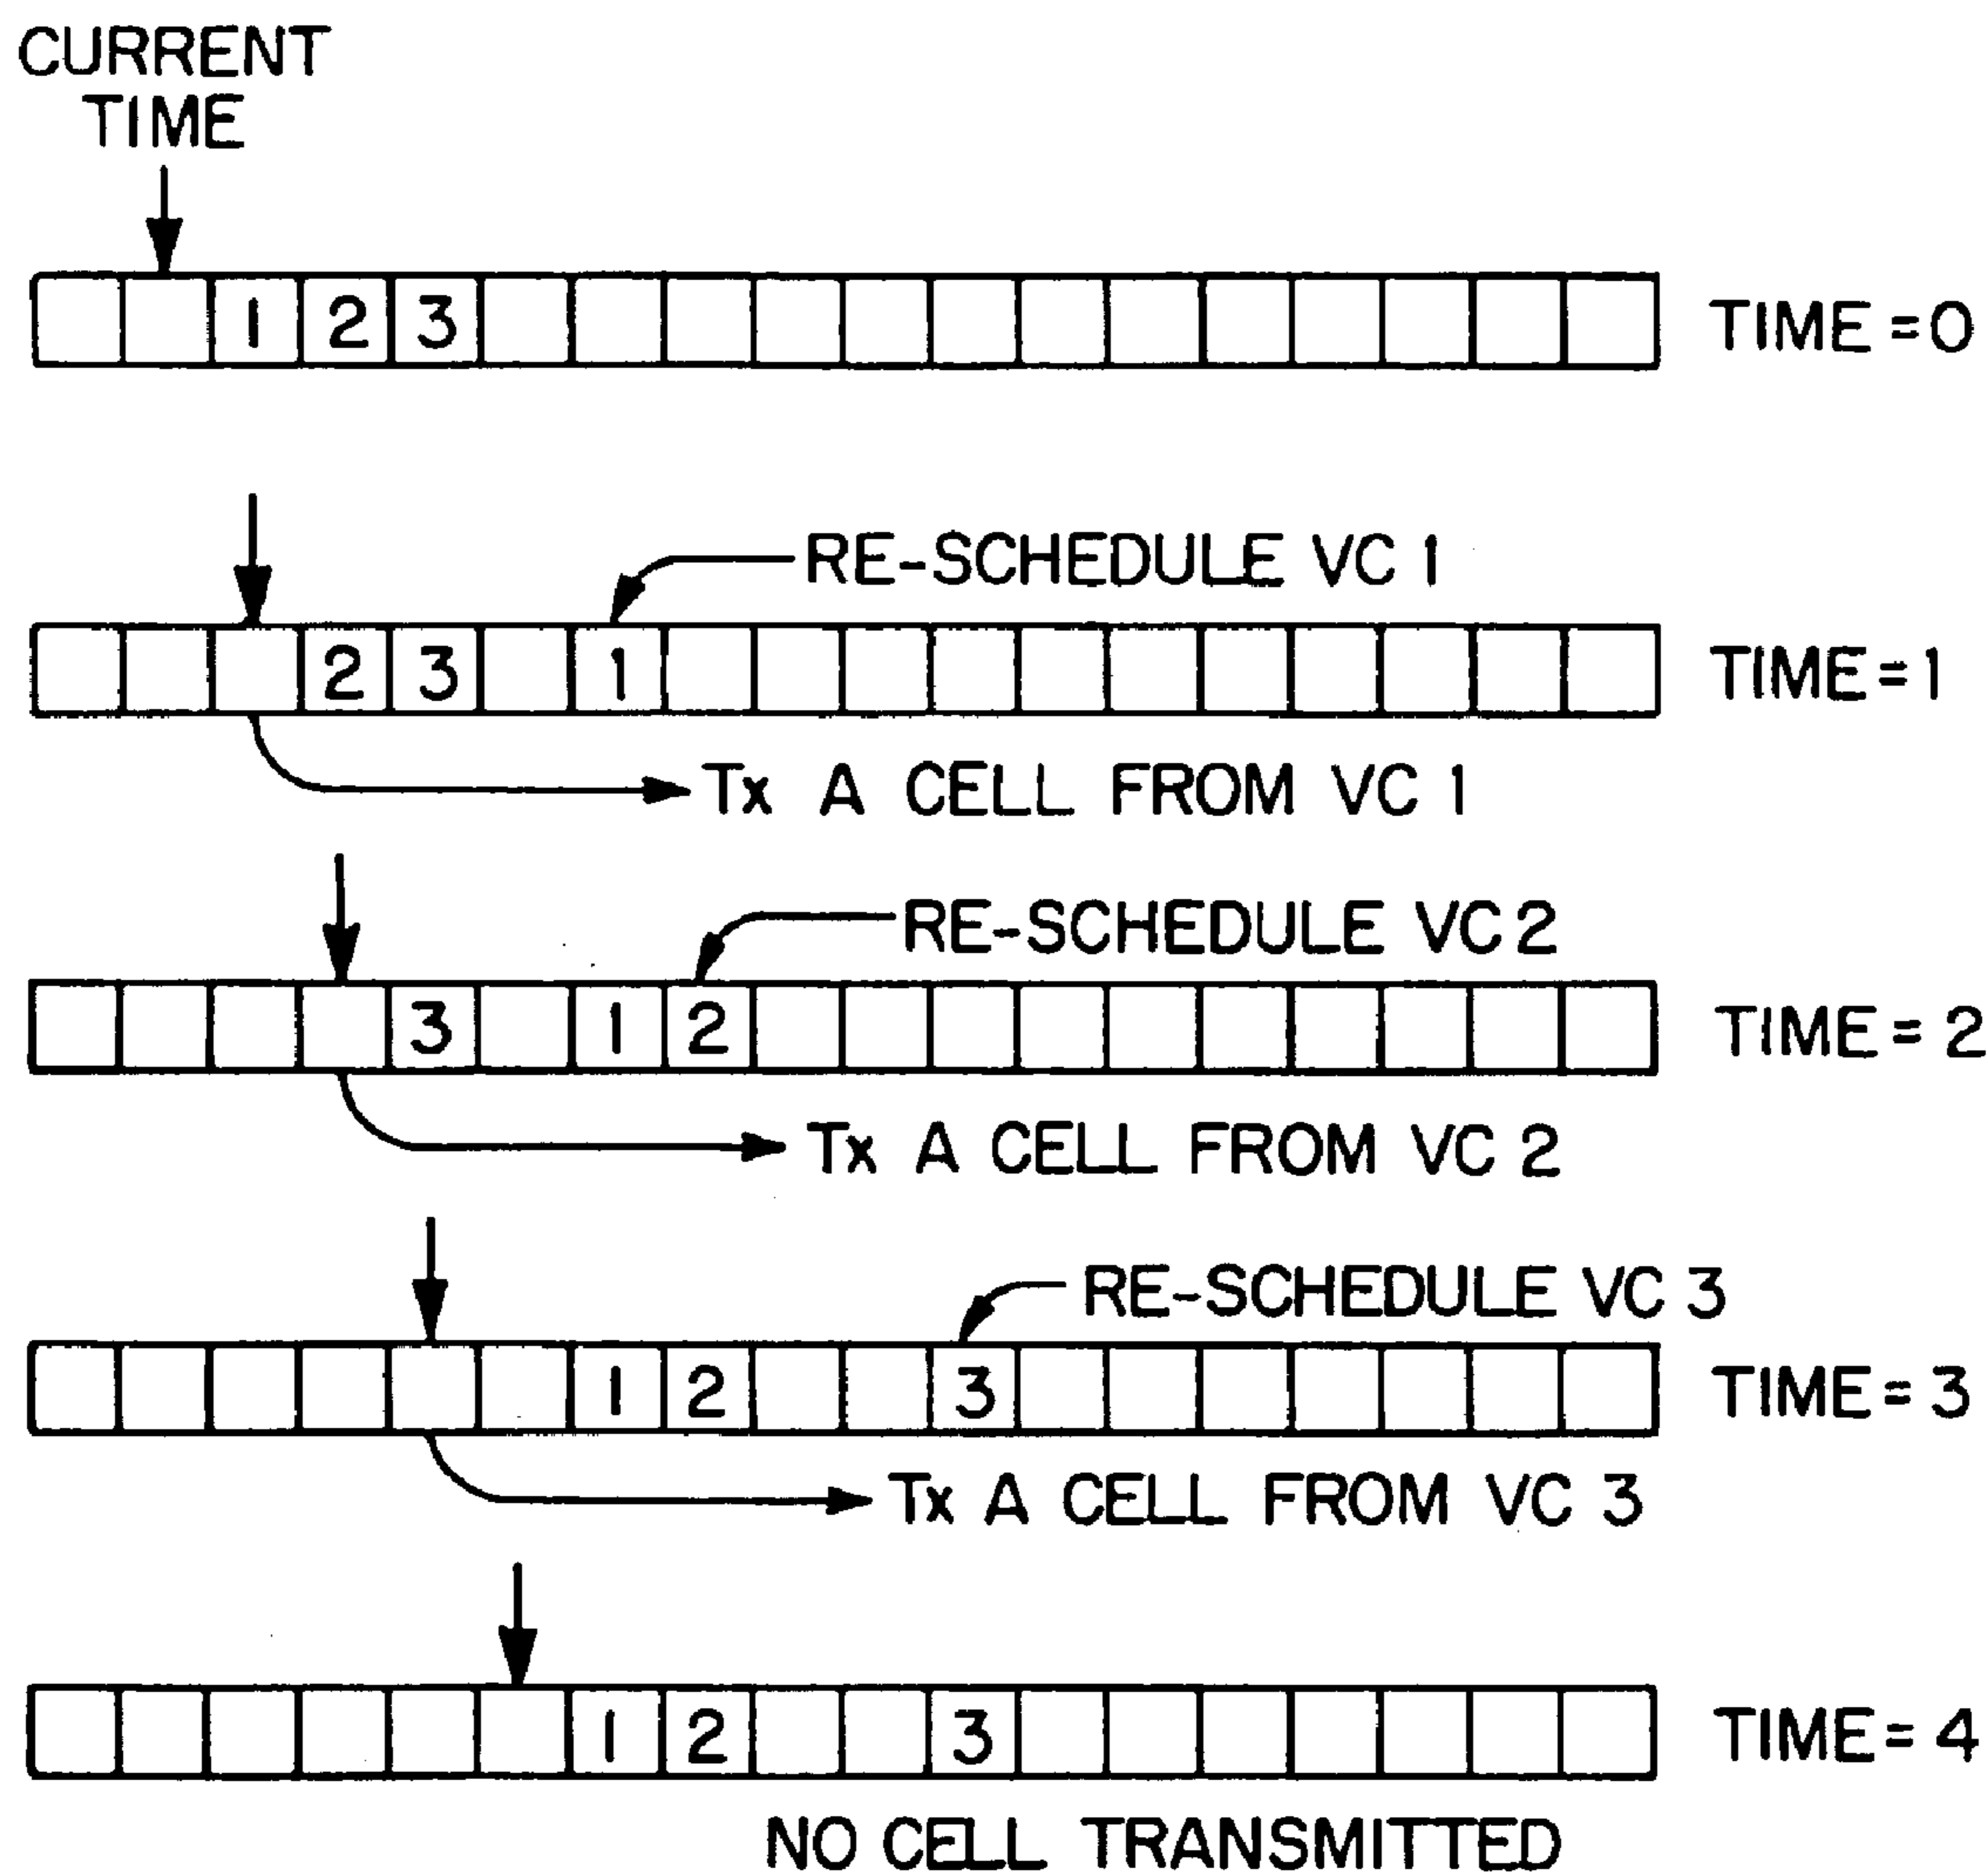 CURRENT
TIME
1 2 3
TIME = 0
RE-SCHEDULE VC 1
2 3 1
TIME = 1
Tx A CELL FROM VC 1
RE-SCHEDULE VC 2
3 1 2
TIME = 2
Tx A CELL FROM VC 2
RE-SCHEDULE VC 3
1 2 3
TIME = 3
Tx A CELL FROM VC 3
1 2 3
TIME = 4
NO CELL TRANSMITTED